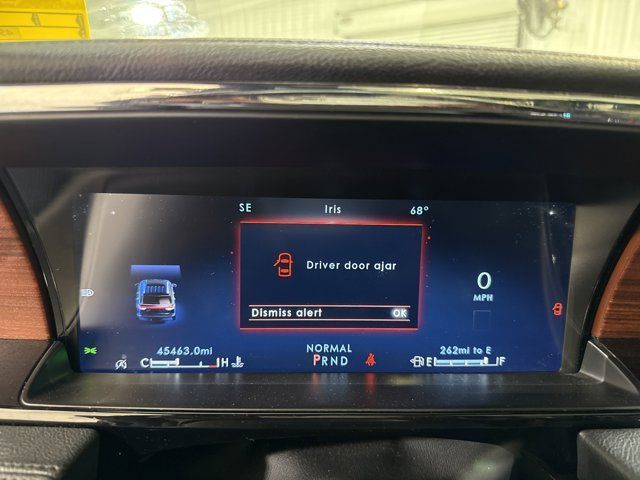 SE Iris 68°
Driver door ajar
Dismiss alert OK
0
MPH
45463.0mi NORMAL 262mi to E
C H PRND E F